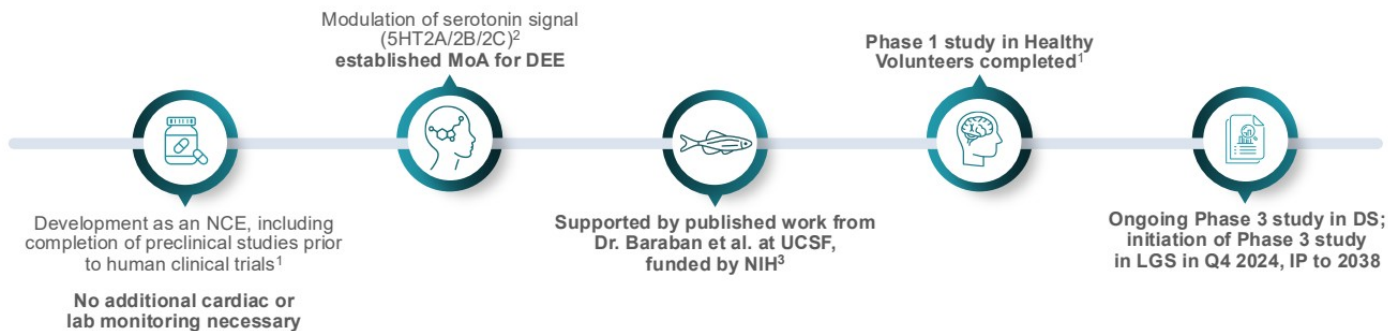 Development as an NCE, including
completion of preclinical studies prior
to human clinical trials¹
No additional cardiac or
lab monitoring necessary
Modulation of serotonin signal
(5HT2A/2B/2C)²
established MoA for DEE
Supported by published work from
Dr. Baraban et al. at UCSF,
funded by NIH³
Phase 1 study in Healthy
Volunteers completed¹
Ongoing Phase 3 study in DS;
initiation of Phase 3 study
in LGS in Q4 2024, IP to 2038